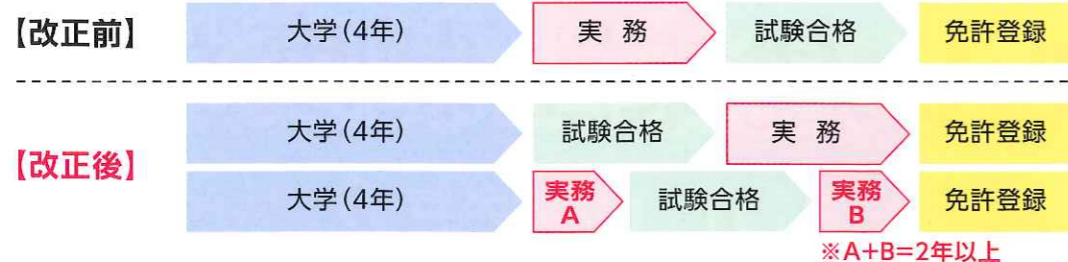 【改正前】 大学(4年) 実 務 試験合格 免許登録
【改正後】
大学(4年) 試験合格 実 務 免許登録
大学(4年) 実務A 試験合格 実務B 免許登録
※A+B=2年以上